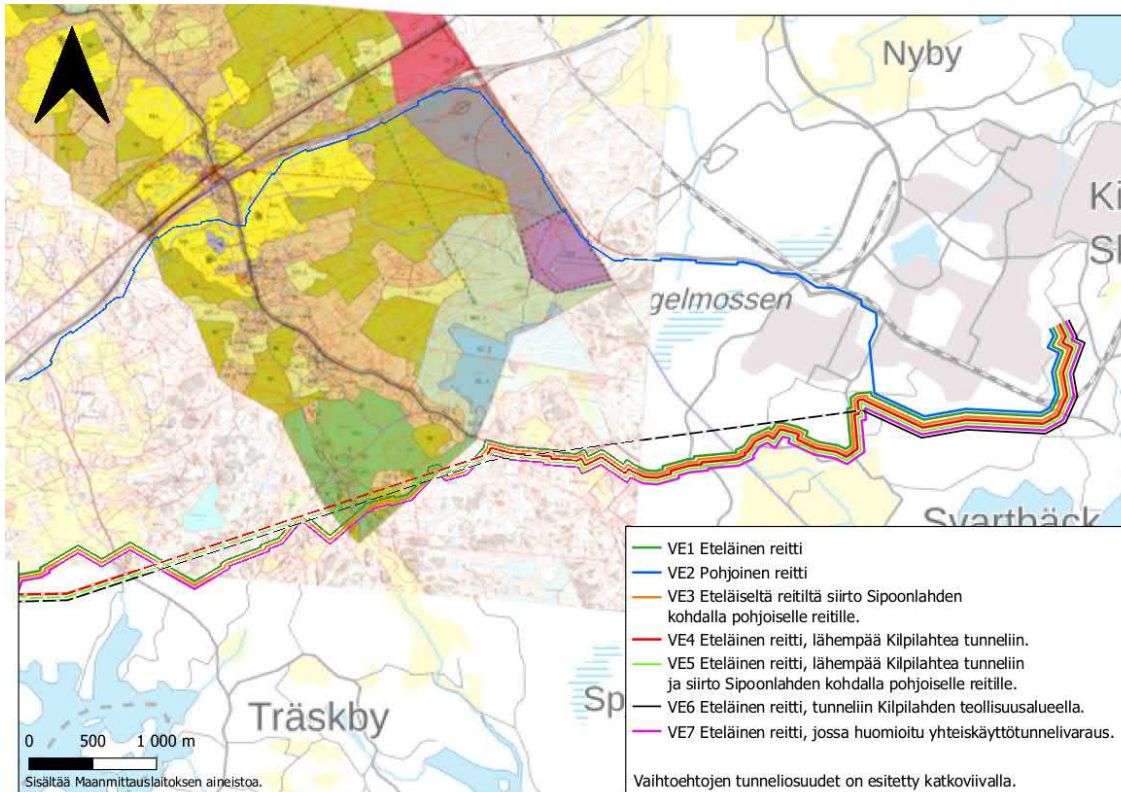 Nyby
Ki
Sk
gelmossen
Svartbäck
Träskby
Sp
0 500 1 000 m
Sisältää Maanmittauslaitoksen aineistoa.
VE1 Eteläinen reitti
VE2 Pohjoinen reitti
VE3 Eteläiseltä reitiltä siirto Sipoonlahden
kohdalla pohjoiselle reitille.
VE4 Eteläinen reitti, lähempää Kilpilahtea tunneliin.
VE5 Eteläinen reitti, lähempää Kilpilahtea tunneliin
ja siirto Sipoonlahden kohdalla pohjoiselle reitille.
VE6 Eteläinen reitti, tunneliin Kilpilahden teollisuusalueella.
VE7 Eteläinen reitti, jossa huomioitu yhteiskäyttötunnelivaraus.
Vaihtoehtojen tunneliosuudet on esitetty katkoviivalla.